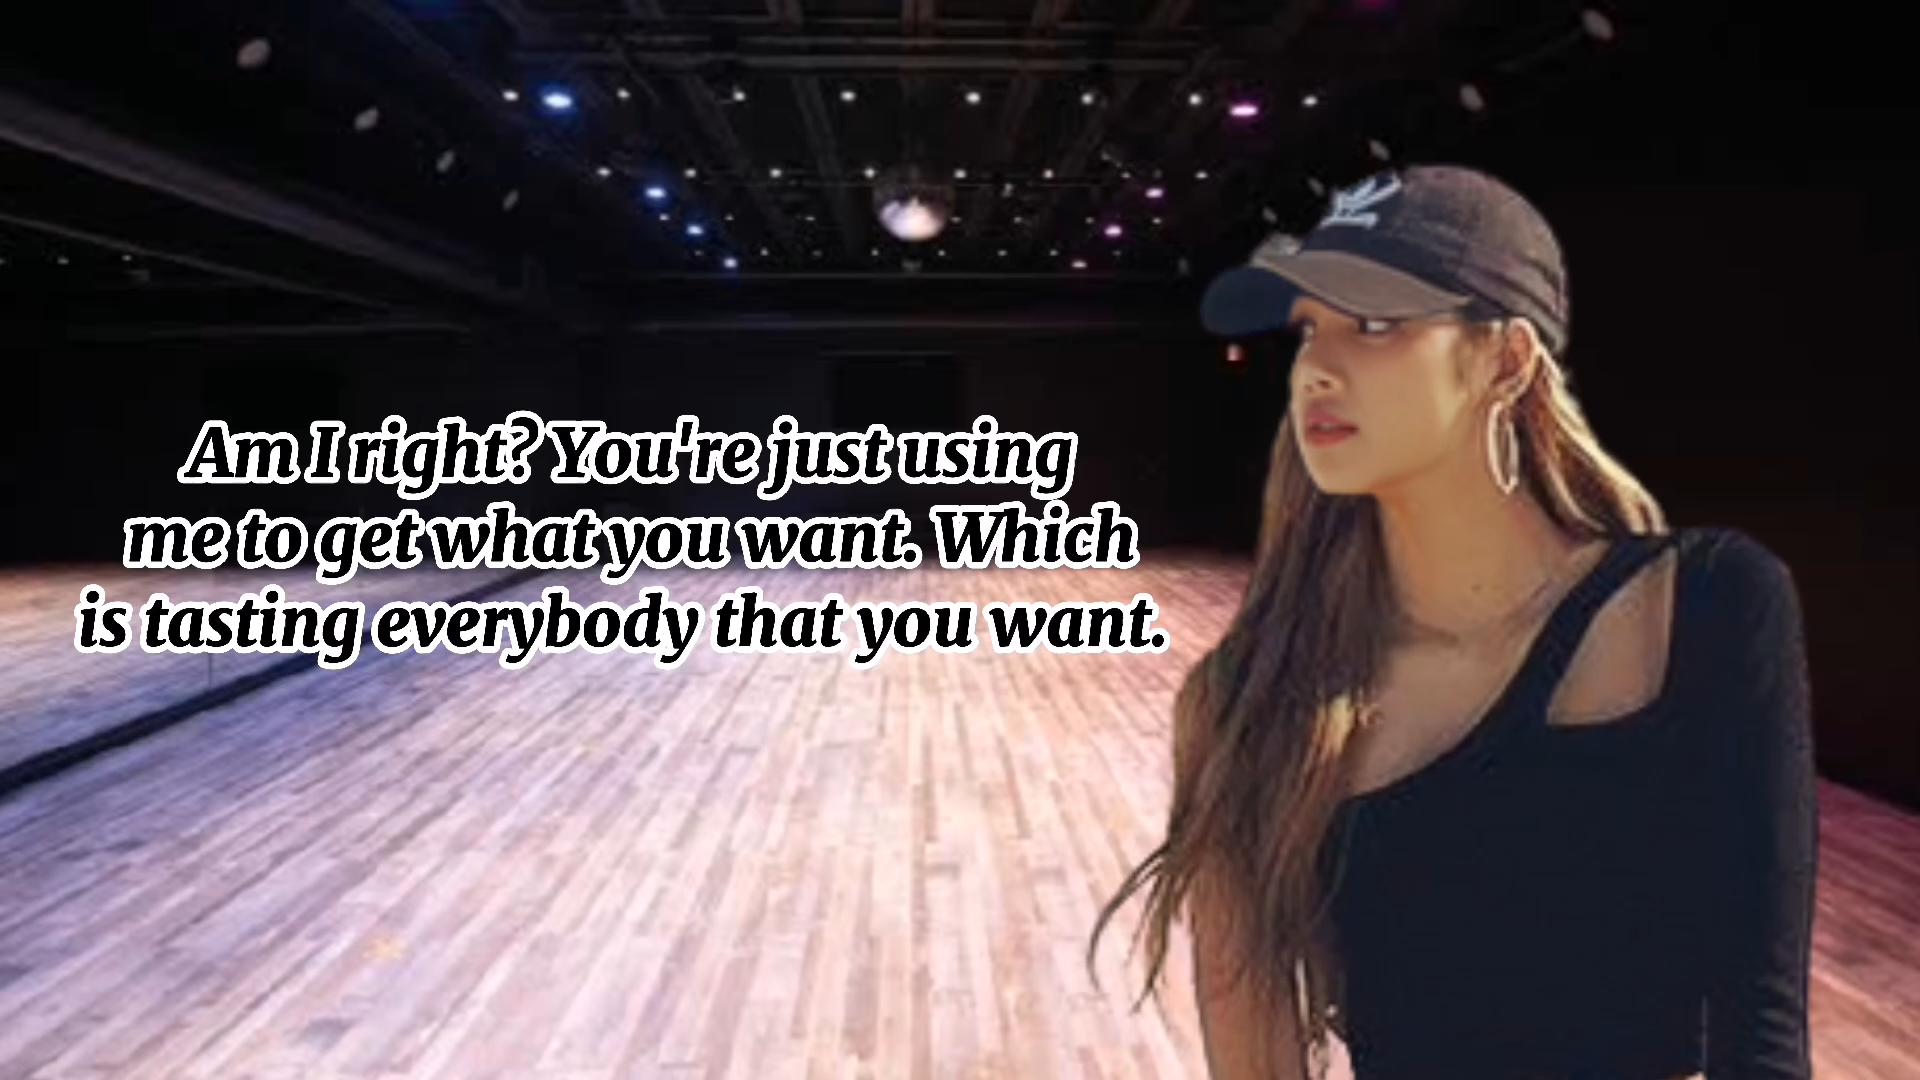 Am I right? You're just using
me to get what you want. Which
is tasting everybody that you want.